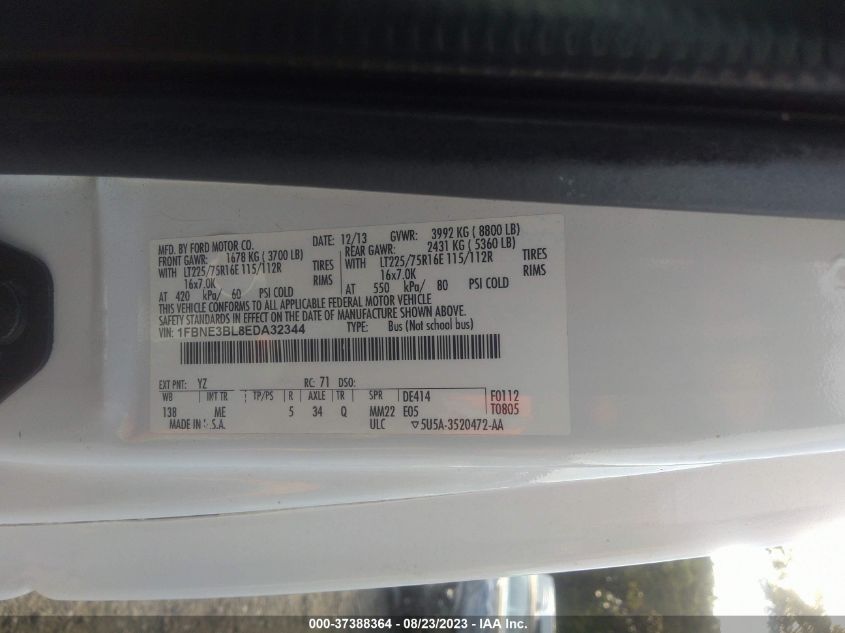 MFD. BY FORD MOTOR CO. DATE: 12/13 GVWR: 3992 KG ( 8800 LB)
FRONT GAWR: 1678 KG ( 3700 LB) REAR GAWR: 2431 KG ( 5360 LB)
WITH LT225/75R16E 115/112R TIRES WITH LT225/75R16E 115/112R TIRES
16x7.0K RIMS 16x7.0K RIMS
AT 420 kPa/ 60 PSI COLD AT 550 kPa/ 80 PSI COLD
THIS VEHICLE CONFORMS TO ALL APPLICABLE FEDERAL MOTOR VEHICLE
SAFETY STANDARDS IN EFFECT ON THE DATE OF MANUFACTURE SHOWN ABOVE.
VIN: 1FBNE3BL8EDA32344 TYPE: Bus (Not school bus)
EXT PNT: YZ RC: 71 DSO:
WB INT TR TP/PS R AXLE TR SPR DE414 F0112
138 ME 5 34 Q MM22 E05 T0805
MADE IN U.S.A. ULC ▽5U5A-3520472-AA
000-37388364 / 08/23/2023 / COPYRIGHT IAA, LLC.